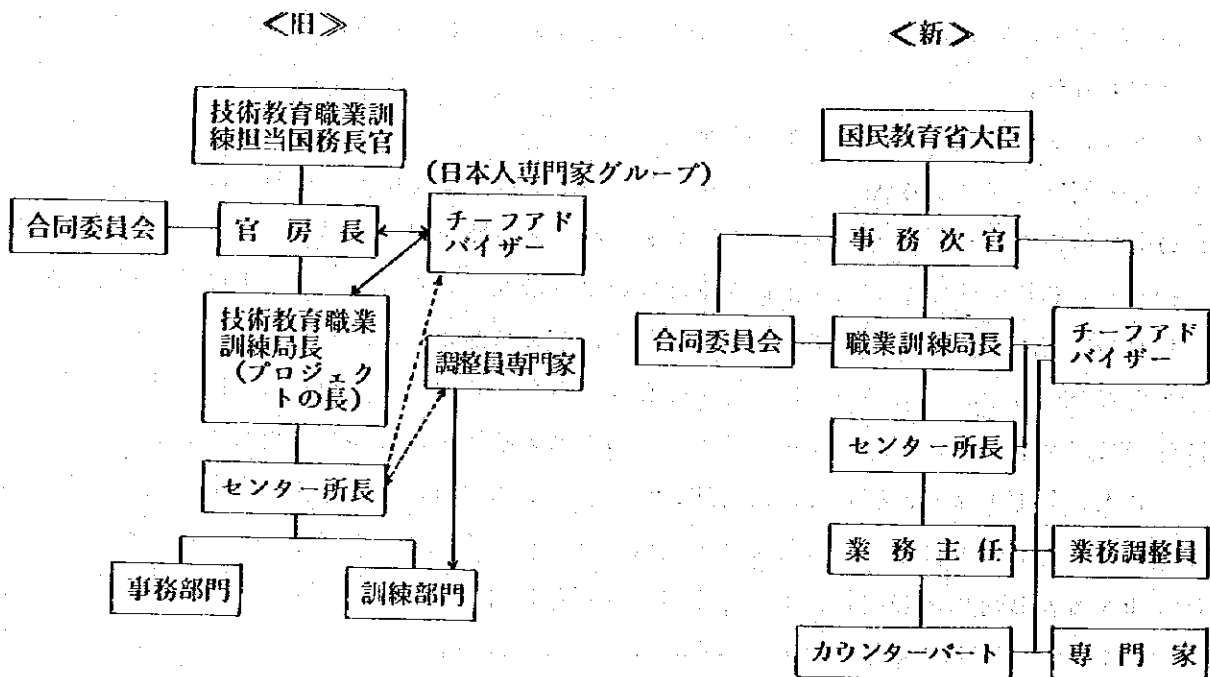 <旧>
技術教育職業訓
練担当国務長官
(日本人専門家グループ)
合同委員会
官房長
チーフアド
バイザー
技術教育職業
訓練局長
(プロジェク
トの長)
調整員専門家
センター所長
事務部門
訓練部門
<新>
国民教育省大臣
事務次官
合同委員会
職業訓練局長
チーフアド
バイザー
センター所長
業務主任
業務調整員
カウンターパート
専門家